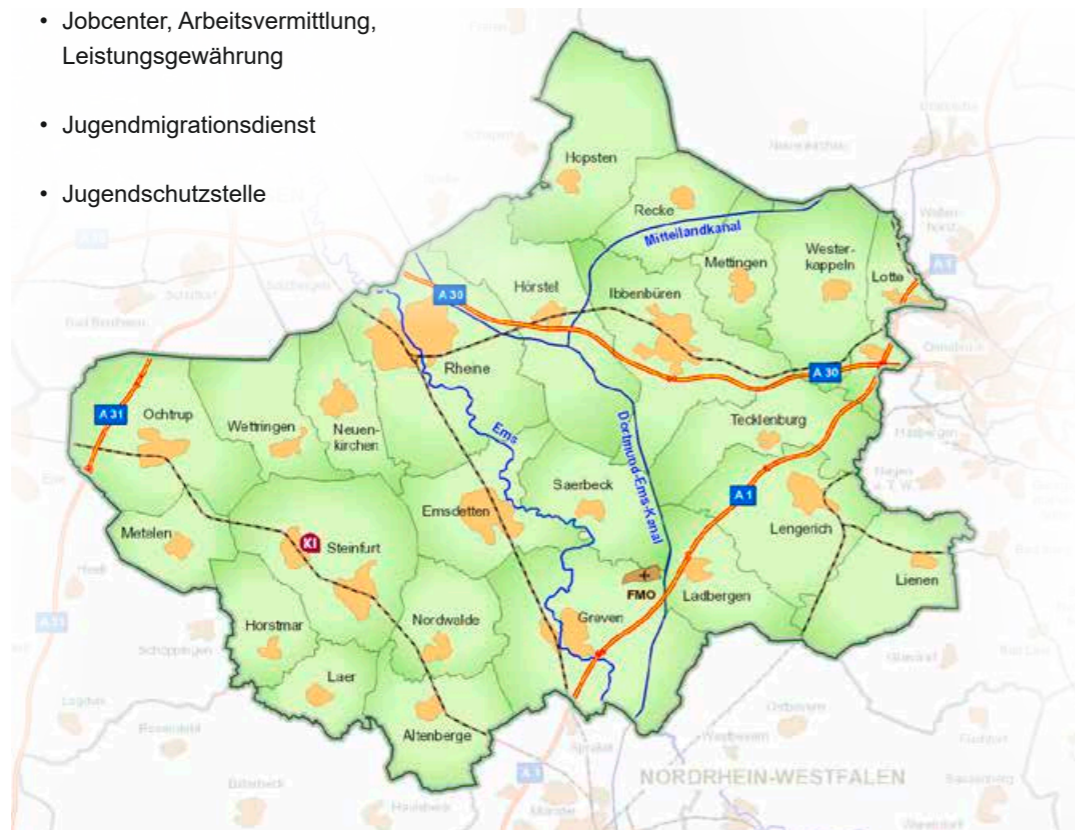 • Jobcenter, Arbeitsvermittlung,
Leistungsgewährung
• Jugendmigrationsdienst
• Jugendschutzstelle
Hopsten
Recke
Mittellandkanal
Mettingen
Wester-
kappeln
Lotte
A 1
A 30
Hörstel
Ibbenbüren
Rheine
A 30
A 31
Ochtrup
Wettringen
Neuen-
kirchen
Ems
Dortmund-Ems-Kanal
Tecklenburg
Saerbeck
Emsdetten
A 1
Lengerich
Metelen
KI
Steinfurt
FMO
Ladbergen
Lienen
Greven
Horstmar
Nordwalde
Laer
Altenberge
NORDRHEIN-WESTFALEN